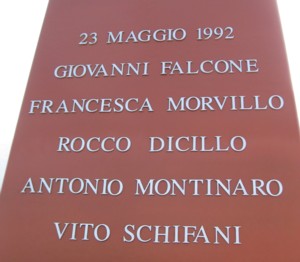 23 MAGGIO 1992
GIOVANNI FALCONE
FRANCESCA MORVILLO
ROCCO DICILLO
ANTONIO MONTINARO
VITO SCHIFANI